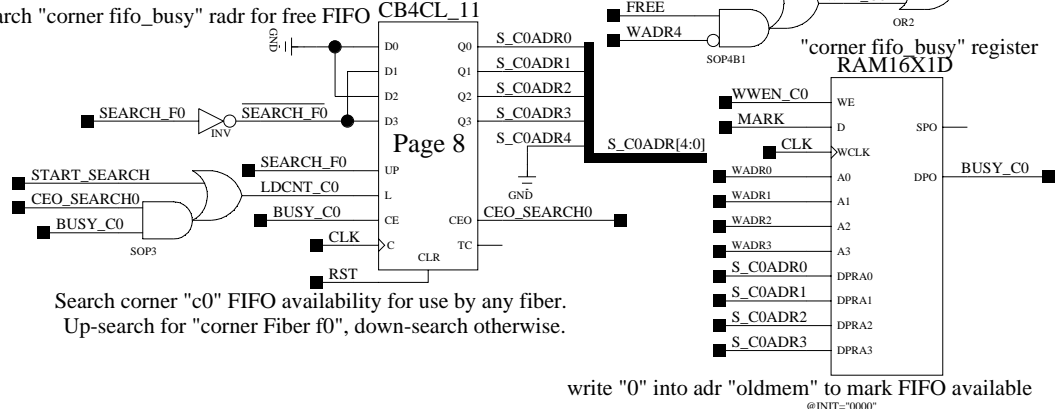 arch "corner fifo_busy" radr for free FIFO
CB4CL_11
GND
D0
D1
D2
D3
Q0
Q1
Q2
Q3
S_C0ADR0
S_C0ADR1
S_C0ADR2
S_C0ADR3
S_C0ADR4
S_C0ADR[4:0]
GND
SEARCH_F0
INV
SEARCH_F0
Page 8
SEARCH_F0
UP
START_SEARCH
LDCNT_C0
L
CEO_SEARCH0
BUSY_C0
SOP3
BUSY_C0
CE
CEO
CEO_SEARCH0
CLK
C
TC
CLR
RST
Search corner "c0" FIFO availability for use by any fiber.
Up-search for "corner Fiber f0", down-search otherwise.
FREE
WADR4
SOP4B1
OR2
"corner fifo_busy" register
RAM16X1D
WWEN_C0
WE
MARK
D
SPO
CLK
WCLK
WADR0
A0
DPO
BUSY_C0
WADR1
A1
WADR2
A2
WADR3
A3
S_C0ADR0
DPRA0
S_C0ADR1
DPRA1
S_C0ADR2
DPRA2
S_C0ADR3
DPRA3
write "0" into adr "oldmem" to mark FIFO available
@INIT="0000"